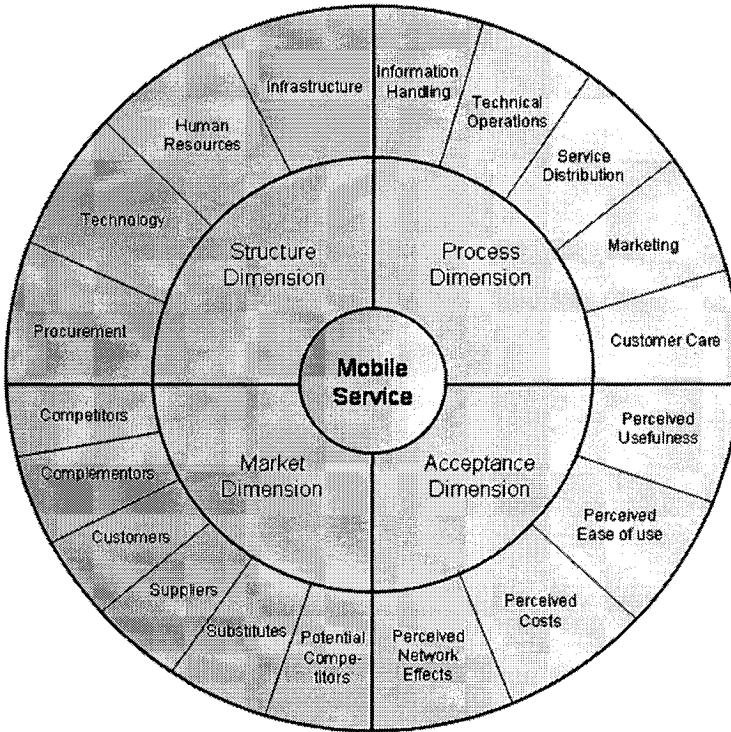 Infrastructure
Information
Handling
Technical
Operations
Human
Resources
Service
Distribution
Technology
Marketing
Structure
Dimension
Process
Dimension
Procurement
Customer Care
Mobile
Service
Competitors
Perceived
Usefulness
Complementors
Market
Dimension
Acceptance
Dimension
Customers
Perceived
Ease of use
Suppliers
Perceived
Costs
Substitutes
Potential
Compe-
titors
Perceived
Network
Effects